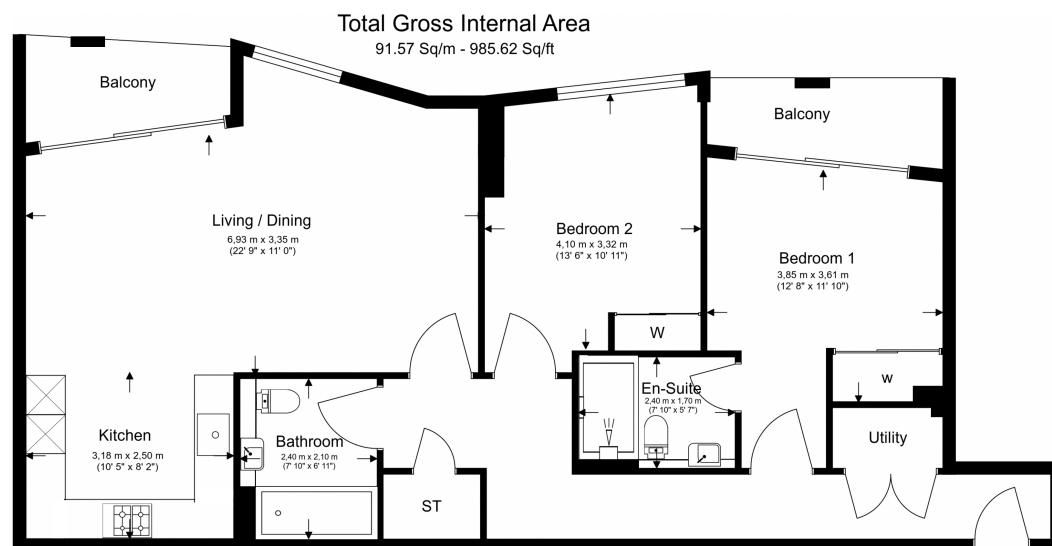 Total Gross Internal Area
91.57 Sq/m - 985.62 Sq/ft
Balcony
Balcony
Living / Dining
6,93 m x 3,35 m
(22' 9" x 11' 0")
Bedroom 2
4,10 m x 3,32 m
(13' 6" x 10' 11")
Bedroom 1
3,85 m x 3,61 m
(12' 8" x 11' 10")
W
w
En-Suite
2,40 m x 1,70 m
(7' 10" x 5' 7")
Kitchen
3,18 m x 2,50 m
(10' 5" x 8' 2")
Bathroom
2,40 m x 2,10 m
(7' 10" x 6' 11")
Utility
ST